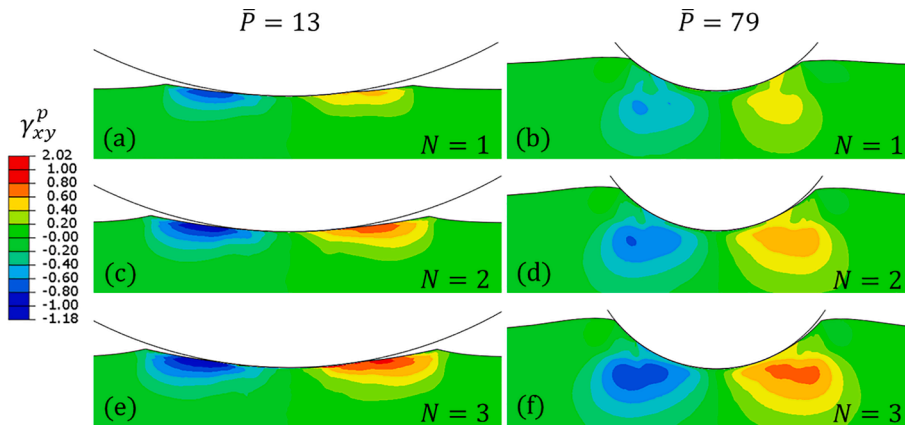 P̄ = 13
P̄ = 79
(a)
N = 1
(b)
N = 1
γᵖₓᵧ
2.02
1.00
0.80
0.60
0.40
0.20
-0.00
-0.20
-0.40
-0.60
-0.80
-1.00
-1.18
(c)
N = 2
(d)
N = 2
(e)
N = 3
(f)
N = 3